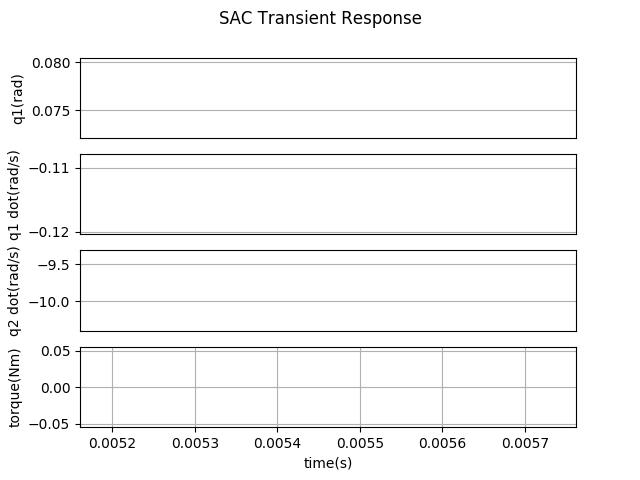 SAC Transient Response
q1(rad)
0.080
0.075
q1 dot(rad/s)
−0.11
−0.12
q2 dot(rad/s)
−9.5
−10.0
torque(Nm)
0.05
0.00
−0.05
0.0052 0.0053 0.0054 0.0055 0.0056 0.0057
time(s)